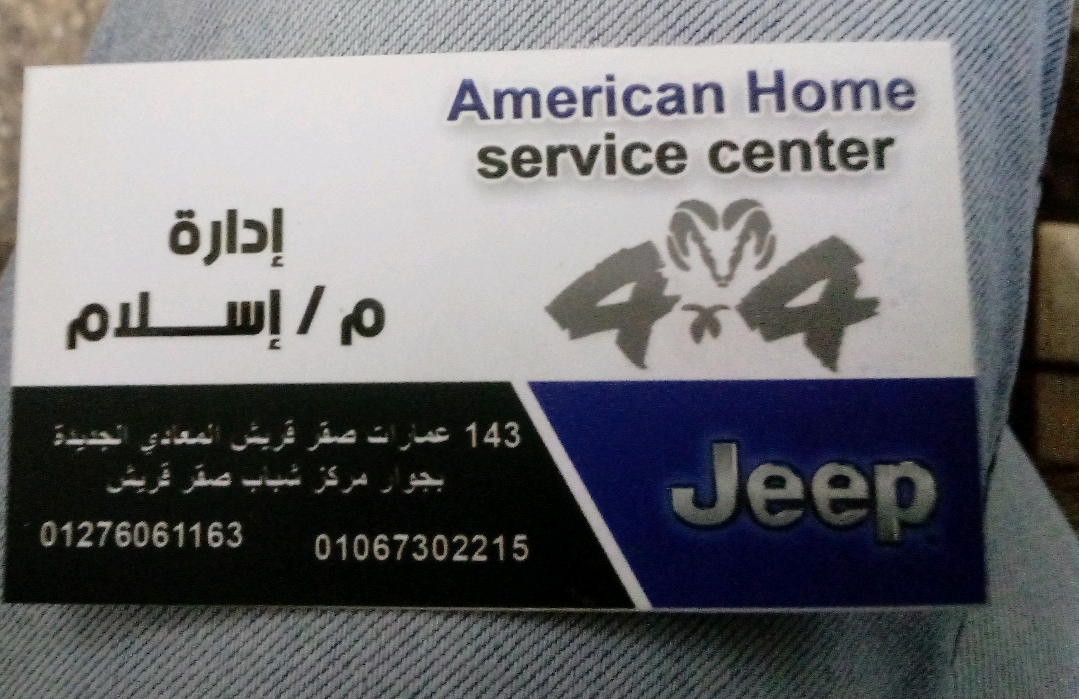 American Home
service center
إدارة
م / إسلام
4x4
143 عمارات صقر قريش المعادي الجديدة
بجوار مركز شباب صقر قريش
01276061163
01067302215
Jeep